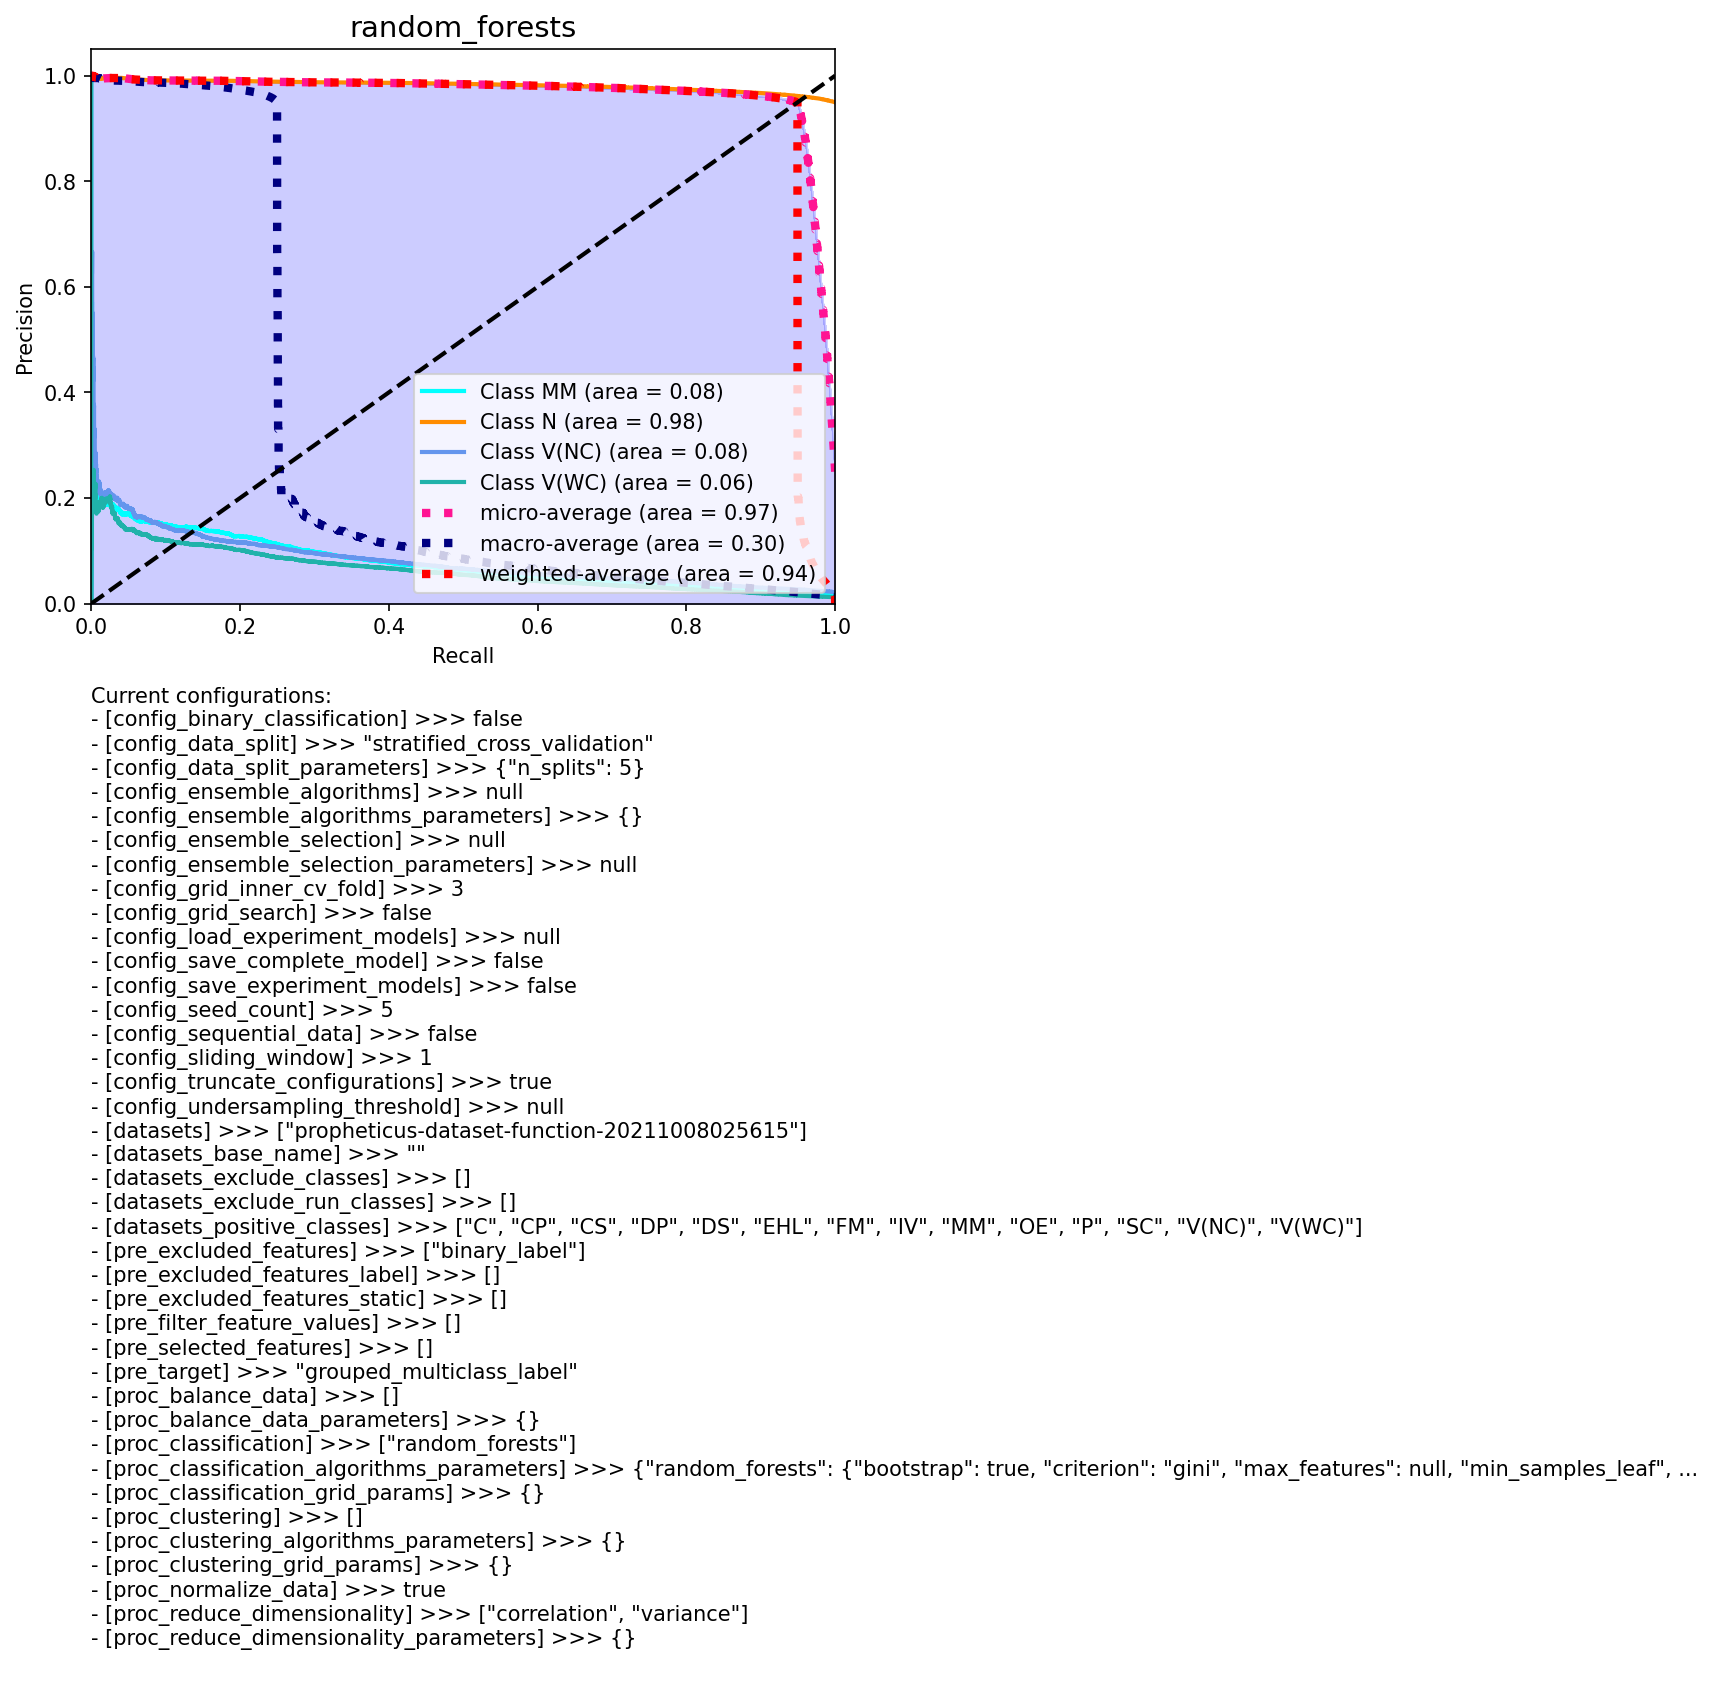 random_forests
1.0
0.8
0.6
0.4
0.2
0.0
Precision
Class MM (area = 0.08)
Class N (area = 0.98)
Class V(NC) (area = 0.08)
Class V(WC) (area = 0.06)
micro-average (area = 0.97)
macro-average (area = 0.30)
weighted-average (area = 0.94)
0.0 0.2 0.4 0.6 0.8 1.0
Recall
Current configurations:
- [config_binary_classification] >>> false
- [config_data_split] >>> "stratified_cross_validation"
- [config_data_split_parameters] >>> {"n_splits": 5}
- [config_ensemble_algorithms] >>> null
- [config_ensemble_algorithms_parameters] >>> {}
- [config_ensemble_selection] >>> null
- [config_ensemble_selection_parameters] >>> null
- [config_grid_inner_cv_fold] >>> 3
- [config_grid_search] >>> false
- [config_load_experiment_models] >>> null
- [config_save_complete_model] >>> false
- [config_save_experiment_models] >>> false
- [config_seed_count] >>> 5
- [config_sequential_data] >>> false
- [config_sliding_window] >>> 1
- [config_truncate_configurations] >>> true
- [config_undersampling_threshold] >>> null
- [datasets] >>> ["propheticus-dataset-function-20211008025615"]
- [datasets_base_name] >>> ""
- [datasets_exclude_classes] >>> []
- [datasets_exclude_run_classes] >>> []
- [datasets_positive_classes] >>> ["C", "CP", "CS", "DP", "DS", "EHL", "FM", "IV", "MM", "OE", "P", "SC", "V(NC)", "V(WC)"]
- [pre_excluded_features] >>> ["binary_label"]
- [pre_excluded_features_label] >>> []
- [pre_excluded_features_static] >>> []
- [pre_filter_feature_values] >>> []
- [pre_selected_features] >>> []
- [pre_target] >>> "grouped_multiclass_label"
- [proc_balance_data] >>> []
- [proc_balance_data_parameters] >>> {}
- [proc_classification] >>> ["random_forests"]
- [proc_classification_algorithms_parameters] >>> {"random_forests": {"bootstrap": true, "criterion": "gini", "max_features": null, "min_samples_leaf", ...
- [proc_classification_grid_params] >>> {}
- [proc_clustering] >>> []
- [proc_clustering_algorithms_parameters] >>> {}
- [proc_clustering_grid_params] >>> {}
- [proc_normalize_data] >>> true
- [proc_reduce_dimensionality] >>> ["correlation", "variance"]
- [proc_reduce_dimensionality_parameters] >>> {}